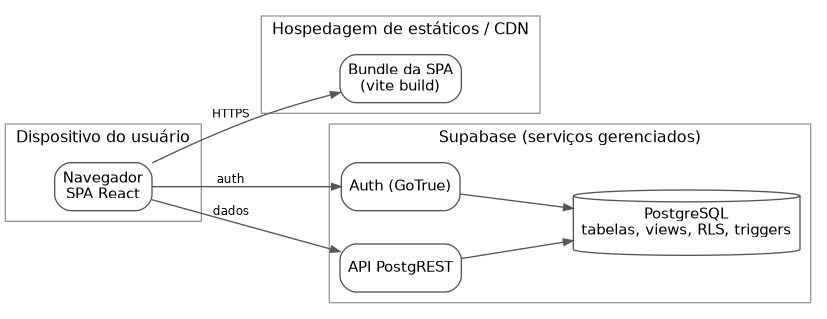 Hospedagem de estáticos / CDN
Bundle da SPA
(vite build)
HTTPS
Dispositivo do usuário
Navegador
SPA React
auth
dados
Supabase (serviços gerenciados)
Auth (GoTrue)
API PostgREST
PostgreSQL
tabelas, views, RLS, triggers